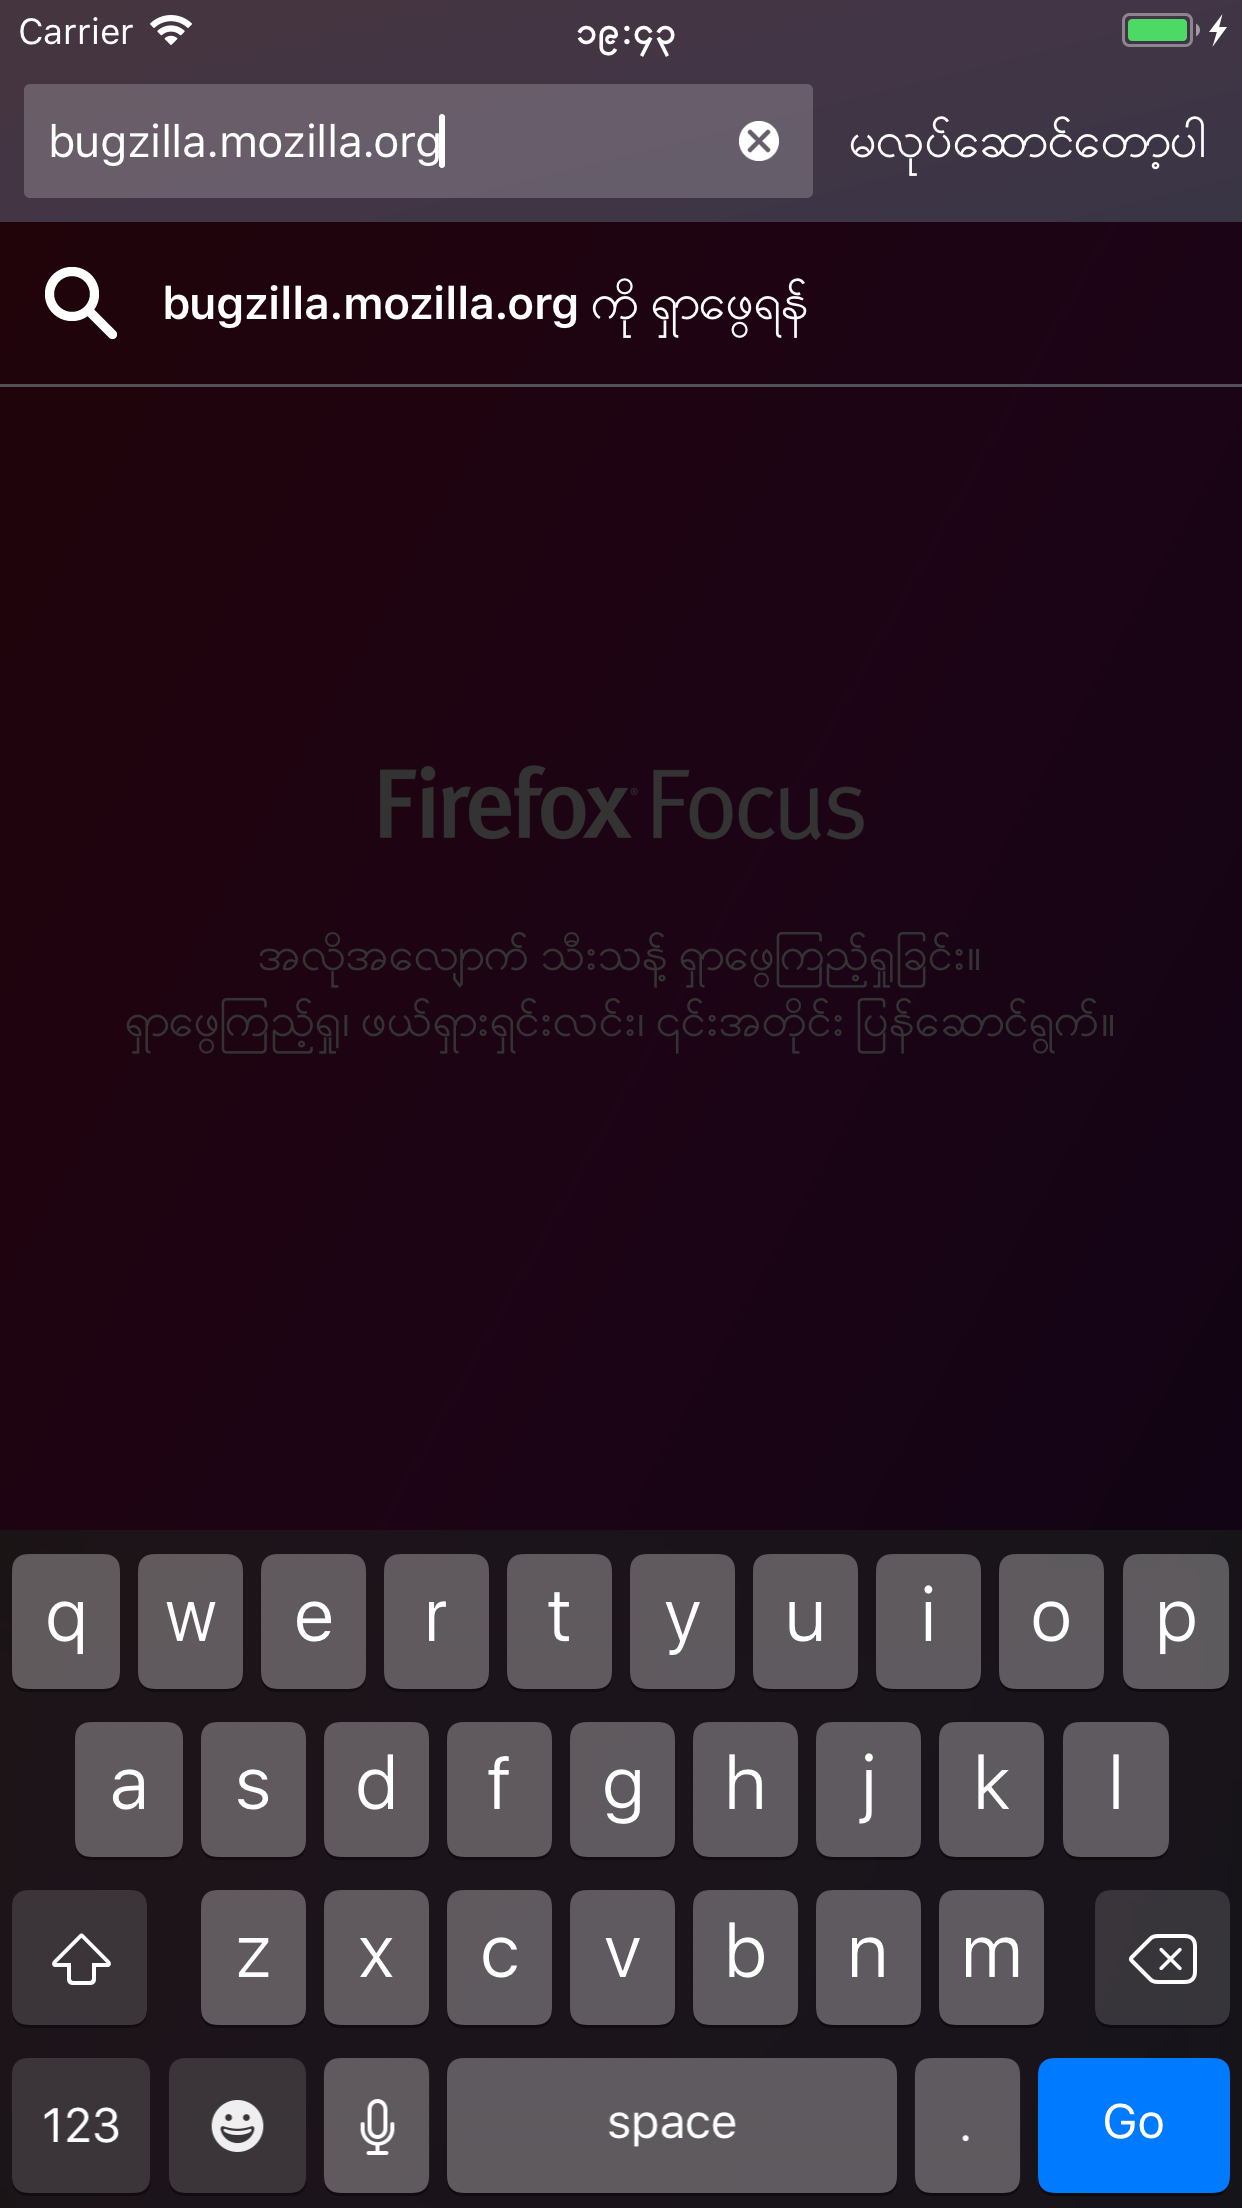 Carrier ၁၉:၄၃
bugzilla.mozilla.org မလုပ်ဆောင်တော့ပါ
bugzilla.mozilla.org ကို ရှာဖွေရန်
Firefox® Focus
အလိုအလျောက် သီးသန့် ရှာဖွေကြည့်ရှုခြင်း။
ရှာဖွေကြည့်ရှု၊ ဖယ်ရှားရှင်းလင်း၊ ၎င်းအတိုင်း ပြန်ဆောင်ရွက်။
q w e r t y u i o p
a s d f g h j k l
z x c v b n m
123 space . Go